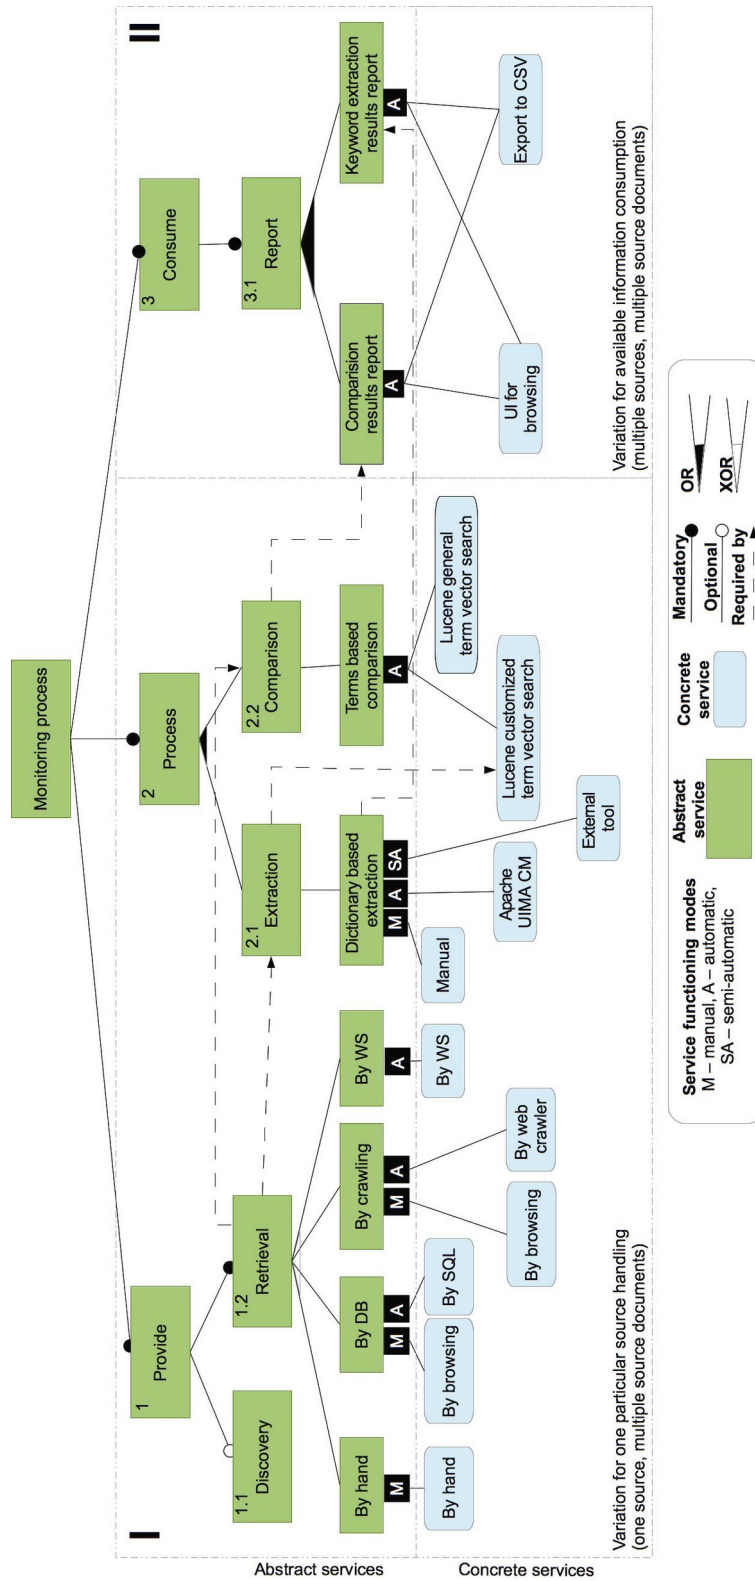 Monitoring process
I
II
1
Provide
2
Process
3
Consume
1.1
Discovery
1.2
Retrieval
2.1
Extraction
2.2
Comparison
3.1
Report
By hand
M
By DB
M A
By crawling
M A
By WS
A
Dictionary based
extraction
M A SA
Terms based
comparison
A
Comparision
results report
A
Keyword extraction
results report
A
By hand
By browsing
By SQL
By browsing
By web
crawler
By WS
Manual
Apache
UIMA CM
External
tool
Lucene customized
term vector search
Lucene general
term vector search
UI for
browsing
Export to CSV
Abstract services
Concrete services
Variation for one particular source handling
(one source, multiple source documents)
Variation for available information consumption
(multiple sources, multiple source documents)
Service functioning modes
M – manual, A – automatic,
SA – semi-automatic
Abstract
service
Concrete
service
Mandatory
Optional
Required by
OR
XOR